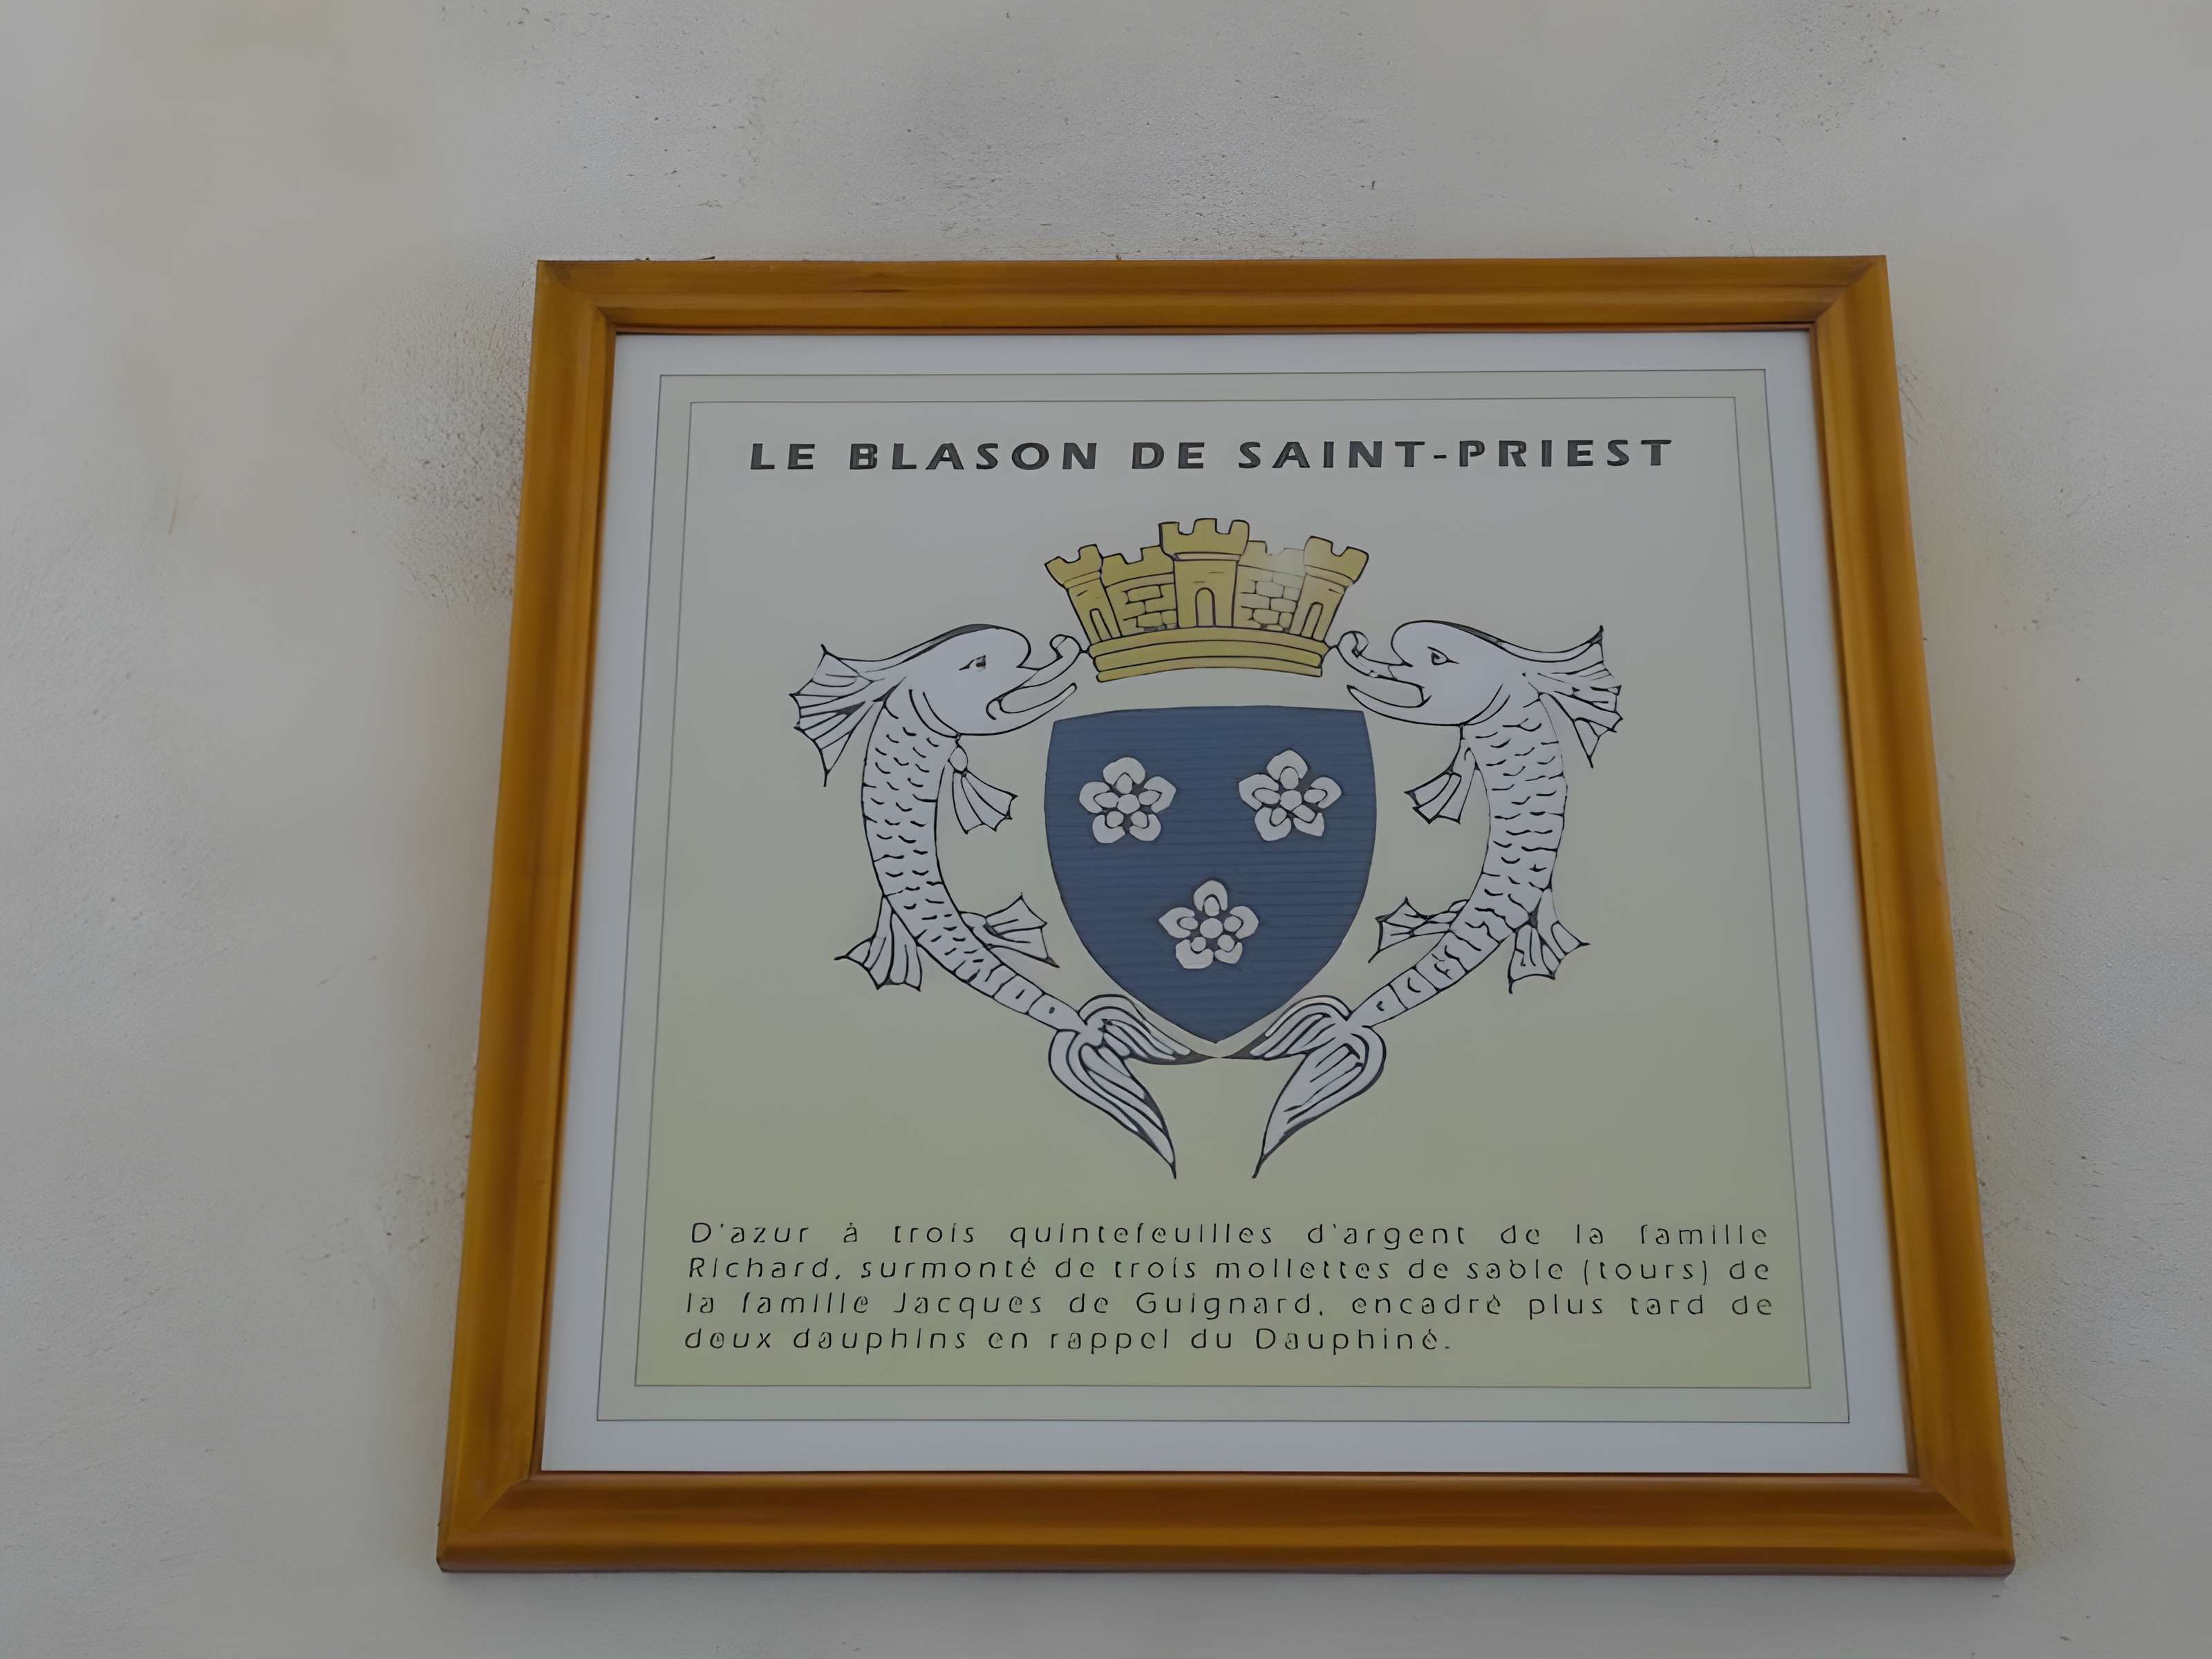 LE BLASON DE SAINT-PRIEST
D'azur à trois quintefeuilles d'argent de la famille
Richard, surmonté de trois mollettes de sable (tours) de
la famille Jacques de Guignard, encadré plus tard de
deux dauphins en rappel du Dauphiné.